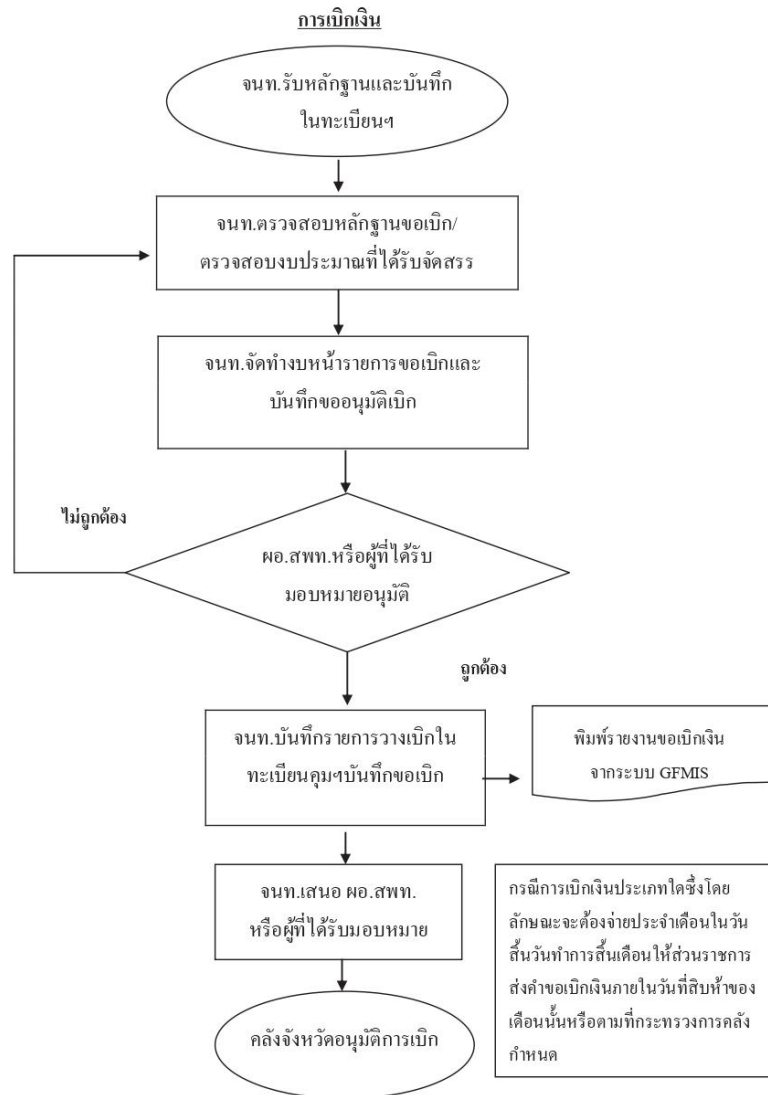 การเบิกเงิน
จนท.รับหลักฐานและบันทึก
ในทะเบียนฯ
จนท.ตรวจสอบหลักฐานขอเบิก/
ตรวจสอบงบประมาณที่ได้รับจัดสรร
จนท.จัดทำงบหน้ารายการขอเบิกและ
บันทึกขออนุมัติเบิก
ไม่ถูกต้อง
ผอ.สพท.หรือผู้ที่ได้รับ
มอบหมายอนุมัติ
ถูกต้อง
จนท.บันทึกรายการวางเบิกใน
ทะเบียนคุมฯบันทึกขอเบิก
พิมพ์รายงานขอเบิกเงิน
จากระบบ GFMIS
จนท.เสนอ ผอ.สพท.
หรือผู้ที่ได้รับมอบหมาย
กรณีการเบิกเงินประเภทใดซึ่งโดย
ลักษณะจะต้องจ่ายประจำเดือนในวัน
สิ้นวันทำการสิ้นเดือนให้ส่วนราชการ
ส่งคำขอเบิกเงินภายในวันที่สิบห้าของ
เดือนนั้นหรือตามที่กระทรวงการคลัง
กำหนด
คลังจังหวัดอนุมัติการเบิก